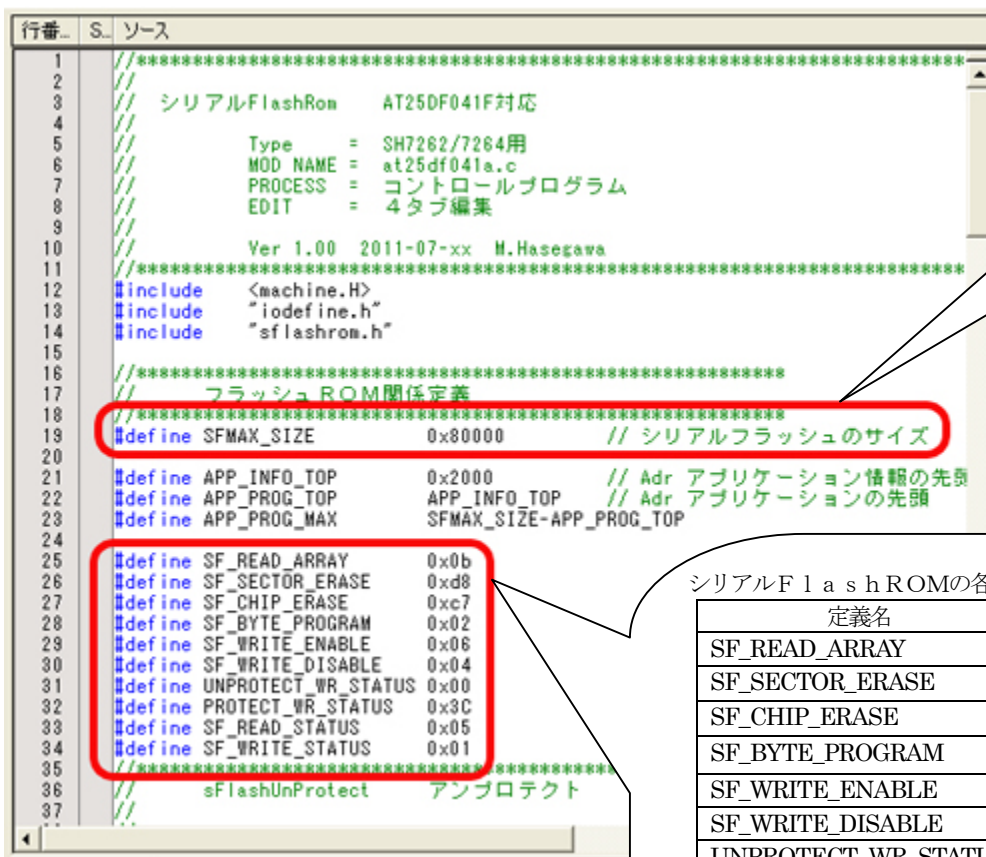 行番... S... ソース
1 //*************************************************************************
2 //
3 // シリアルFlashRom AT25DF041F対応
4 //
5 // Type = SH7262/7264用
6 // MOD NAME = at25df041a.c
7 // PROCESS = コントロールプログラム
8 // EDIT = 4タブ編集
9 //
10 // Ver 1.00 2011-07-xx M.Hasegawa
11 //*************************************************************************
12 #include <machine.H>
13 #include "iodefine.h"
14 #include "sflashrom.h"
15
16 //*********************************************************
17 // フラッシュROM関係定義
18 //*********************************************************
19 #define SFMAX_SIZE 0x80000 // シリアルフラッシュのサイズ
20
21 #define APP_INFO_TOP 0x2000 // Adr アプリケーション情報の先頭
22 #define APP_PROG_TOP APP_INFO_TOP // Adr アプリケーションの先頭
23 #define APP_PROG_MAX SFMAX_SIZE-APP_PROG_TOP
24
25 #define SF_READ_ARRAY 0x0b
26 #define SF_SECTOR_ERASE 0xd8
27 #define SF_CHIP_ERASE 0xc7
28 #define SF_BYTE_PROGRAM 0x02
29 #define SF_WRITE_ENABLE 0x06
30 #define SF_WRITE_DISABLE 0x04
31 #define UNPROTECT_WR_STATUS 0x00
32 #define PROTECT_WR_STATUS 0x3C
33 #define SF_READ_STATUS 0x05
34 #define SF_WRITE_STATUS 0x01
35 //*******************************************
36 // sFlashUnProtect アンプロテクト
37 //
シリアルFlashROMの各
定義名
SF_READ_ARRAY
SF_SECTOR_ERASE
SF_CHIP_ERASE
SF_BYTE_PROGRAM
SF_WRITE_ENABLE
SF_WRITE_DISABLE
UNPROTECT_WR_STATU